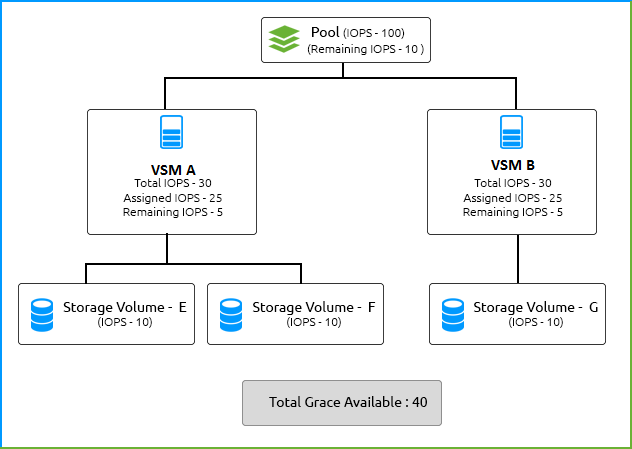 Pool (IOPS - 100)
(Remaining IOPS - 10 )
VSM A
Total IOPS - 30
Assigned IOPS - 25
Remaining IOPS - 5
VSM B
Total IOPS - 30
Assigned IOPS - 25
Remaining IOPS - 5
Storage Volume - E
(IOPS - 10)
Storage Volume - F
(IOPS - 10)
Storage Volume - G
(IOPS - 10)
Total Grace Available : 40